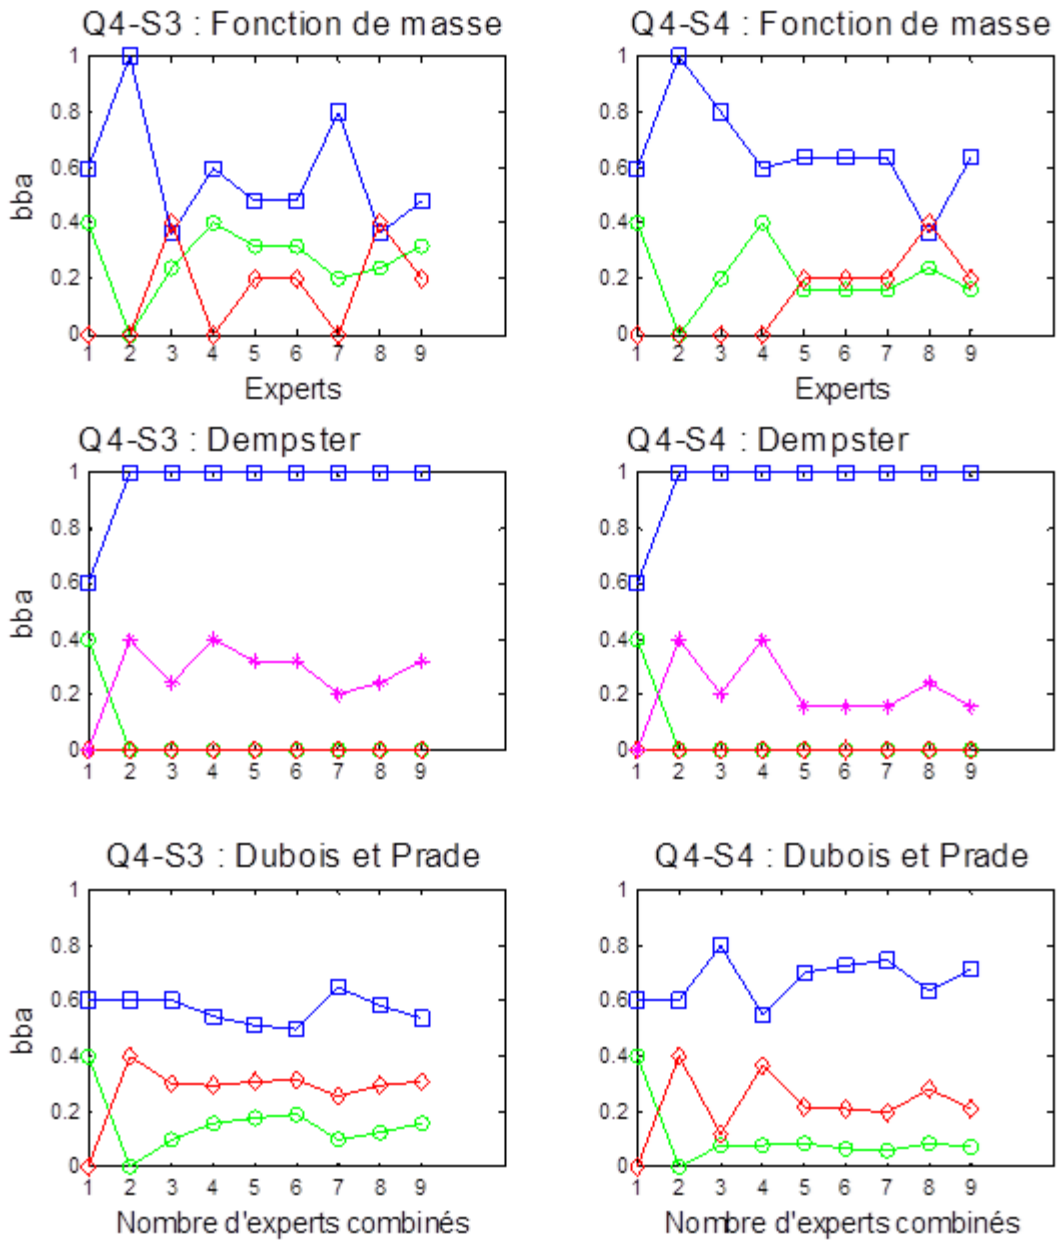 Q4-S3 : Fonction de masse
Q4-S4 : Fonction de masse
1
0.8
0.6
0.4
0.2
0
bba
1 2 3 4 5 6 7 8 9
Experts
1
0.8
0.6
0.4
0.2
0
1 2 3 4 5 6 7 8 9
Experts
Q4-S3 : Dempster
Q4-S4 : Dempster
1
0.8
0.6
0.4
0.2
0
bba
1 2 3 4 5 6 7 8 9
1
0.8
0.6
0.4
0.2
0
1 2 3 4 5 6 7 8 9
Q4-S3 : Dubois et Prade
Q4-S4 : Dubois et Prade
1
0.8
0.6
0.4
0.2
0
bba
1 2 3 4 5 6 7 8 9
Nombre d'experts combinés
1
0.8
0.6
0.4
0.2
0
1 2 3 4 5 6 7 8 9
Nombre d'experts combinés